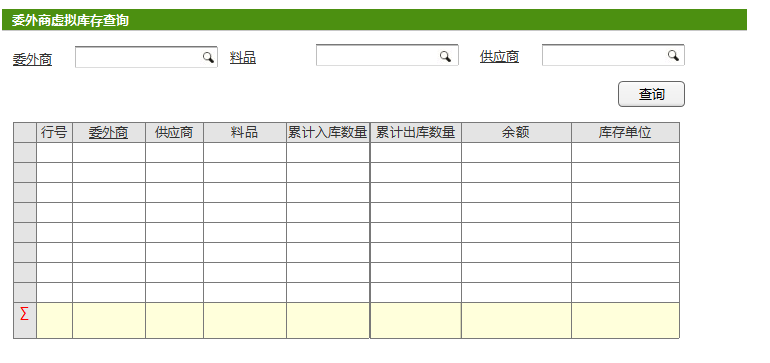 委外商虚拟库存查询
委外商 料品 供应商
查询
行号 委外商 供应商 料品 累计入库数量 累计出库数量 余额 库存单位
∑